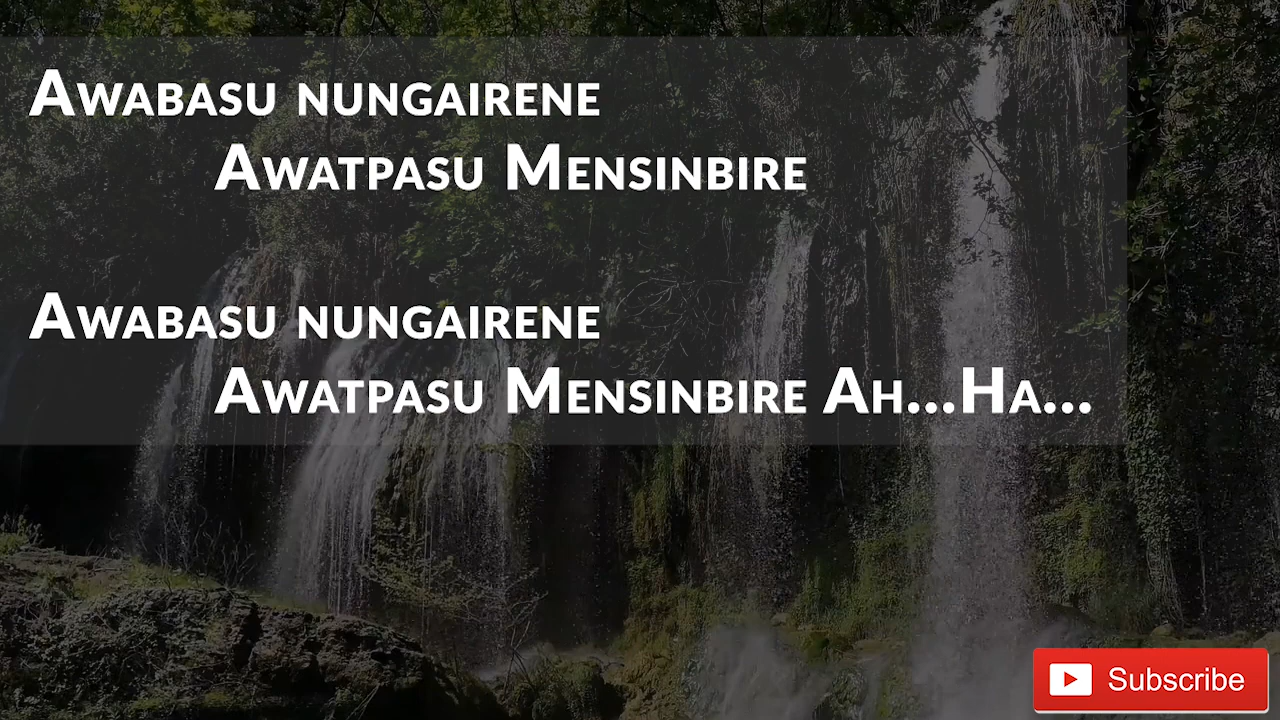 Awabasu nungairene
Awatpasu Mensinbire
Awabasu nungairene
Awatpasu Mensinbire Ah...Ha...
Subscribe